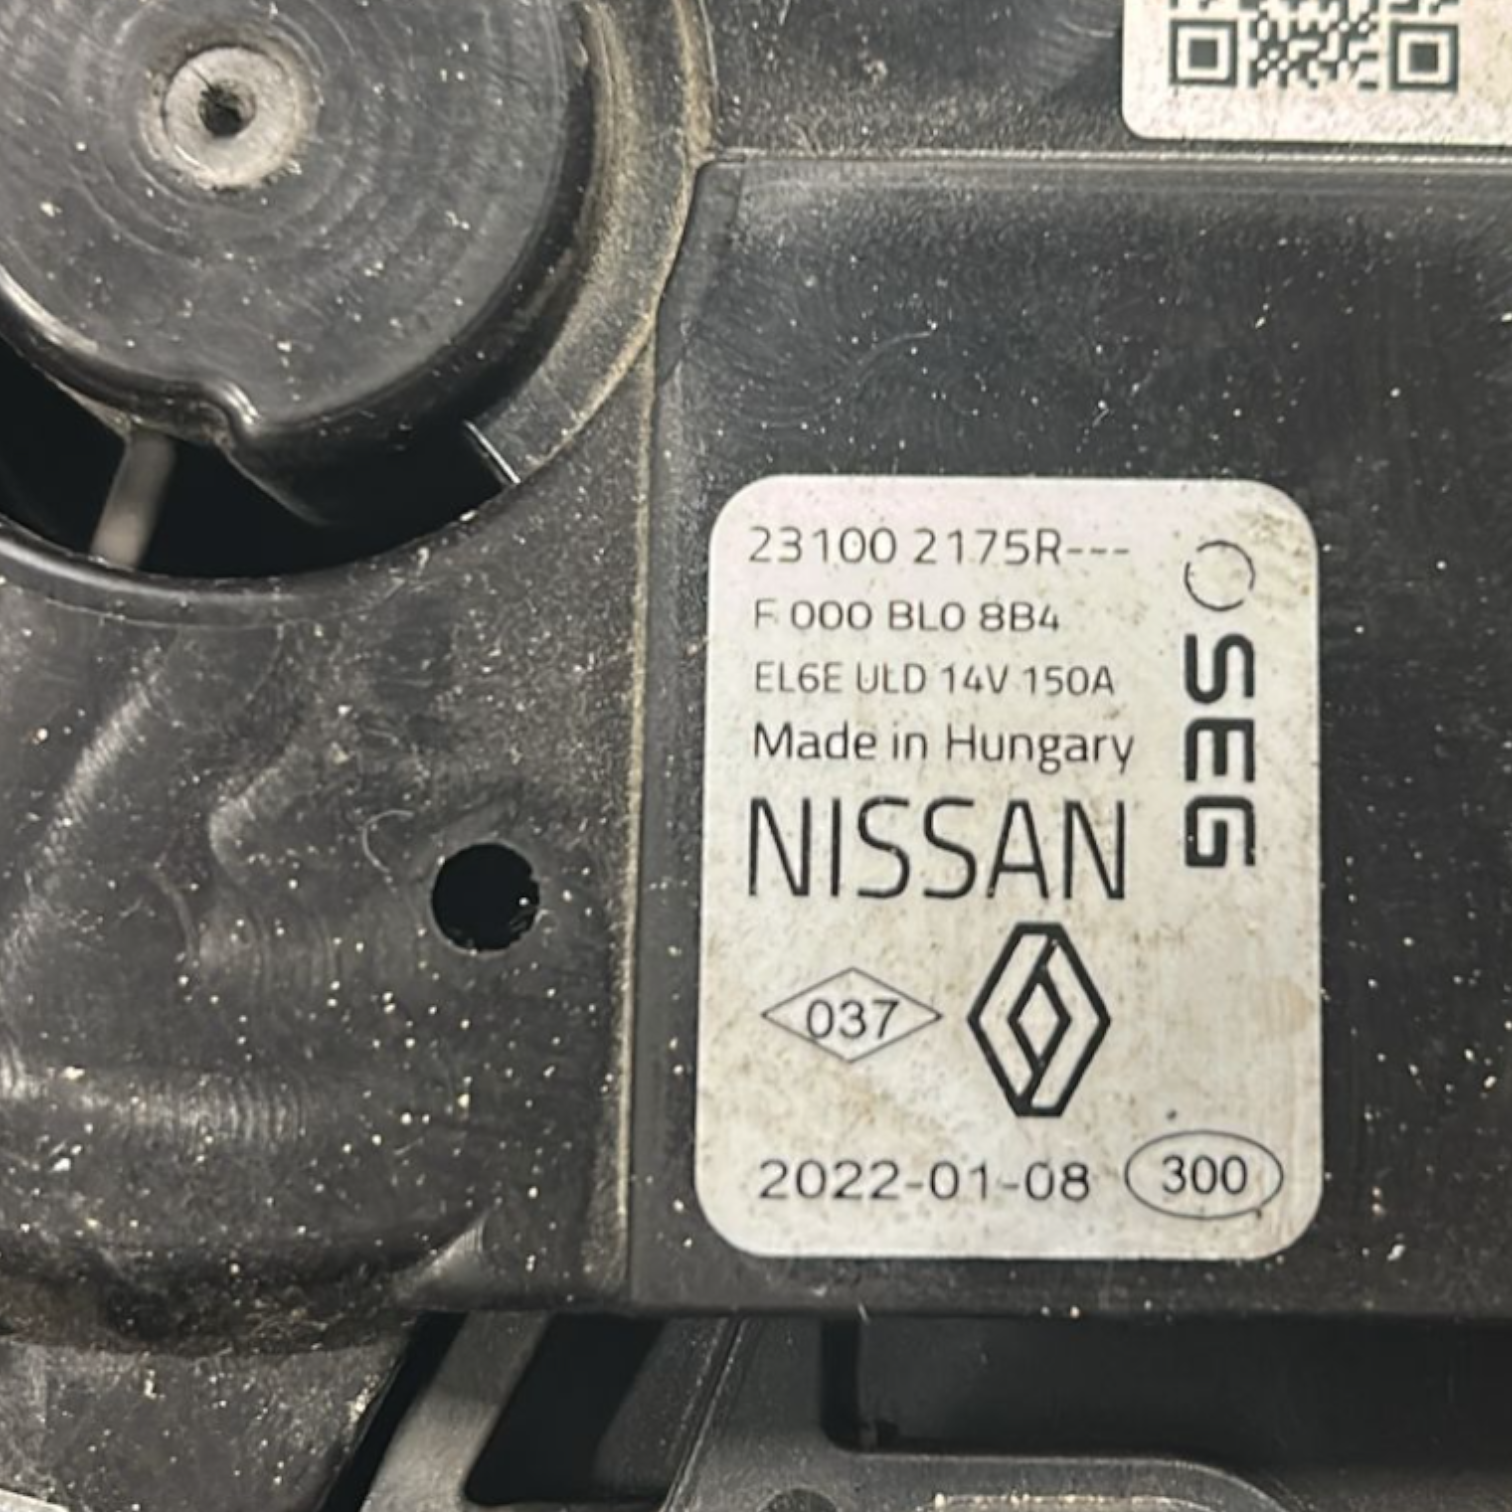 23100 2175R---
F 000 BL0 8B4
EL6E ULD 14V 150A
Made in Hungary
NISSAN
SEG
037
2022-01-08 300